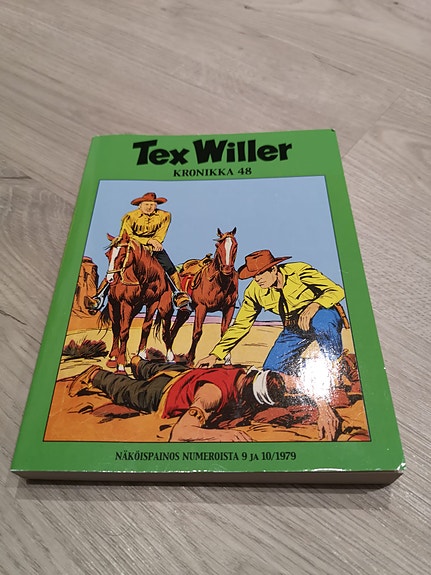 Tex Willer
KRONIKKA 48
NÄKÖISPAINOS NUMEROISTA 9 JA 10/1979